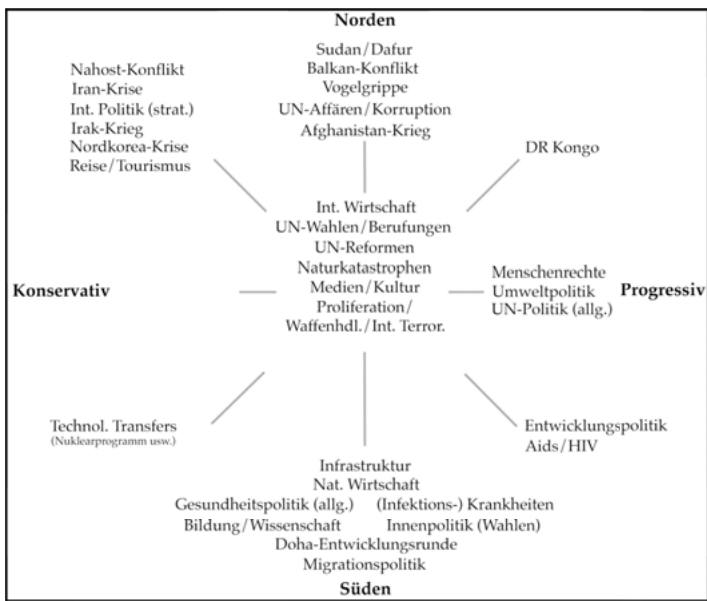 Norden
Sudan/Dafur
Balkan-Konflikt
Vogelgrippe
UN-Affären/Korruption
Afghanistan-Krieg
Nahost-Konflikt
Iran-Krise
Int. Politik (strat.)
Irak-Krieg
Nordkorea-Krise
Reise/Tourismus
DR Kongo
Int. Wirtschaft
UN-Wahlen/Berufungen
UN-Reformen
Naturkatastrophen
Medien/Kultur
Proliferation/
Waffenhdl./Int. Terror.
Konservativ
Menschenrechte
Umweltpolitik
UN-Politik (allg.)
Progressiv
Technol. Transfers
(Nuklearprogramm usw.)
Entwicklungspolitik
Aids/HIV
Infrastruktur
Nat. Wirtschaft
Gesundheitspolitik (allg.) (Infektions-) Krankheiten
Bildung/Wissenschaft Innenpolitik (Wahlen)
Doha-Entwicklungsrunde
Migrationspolitik
Süden